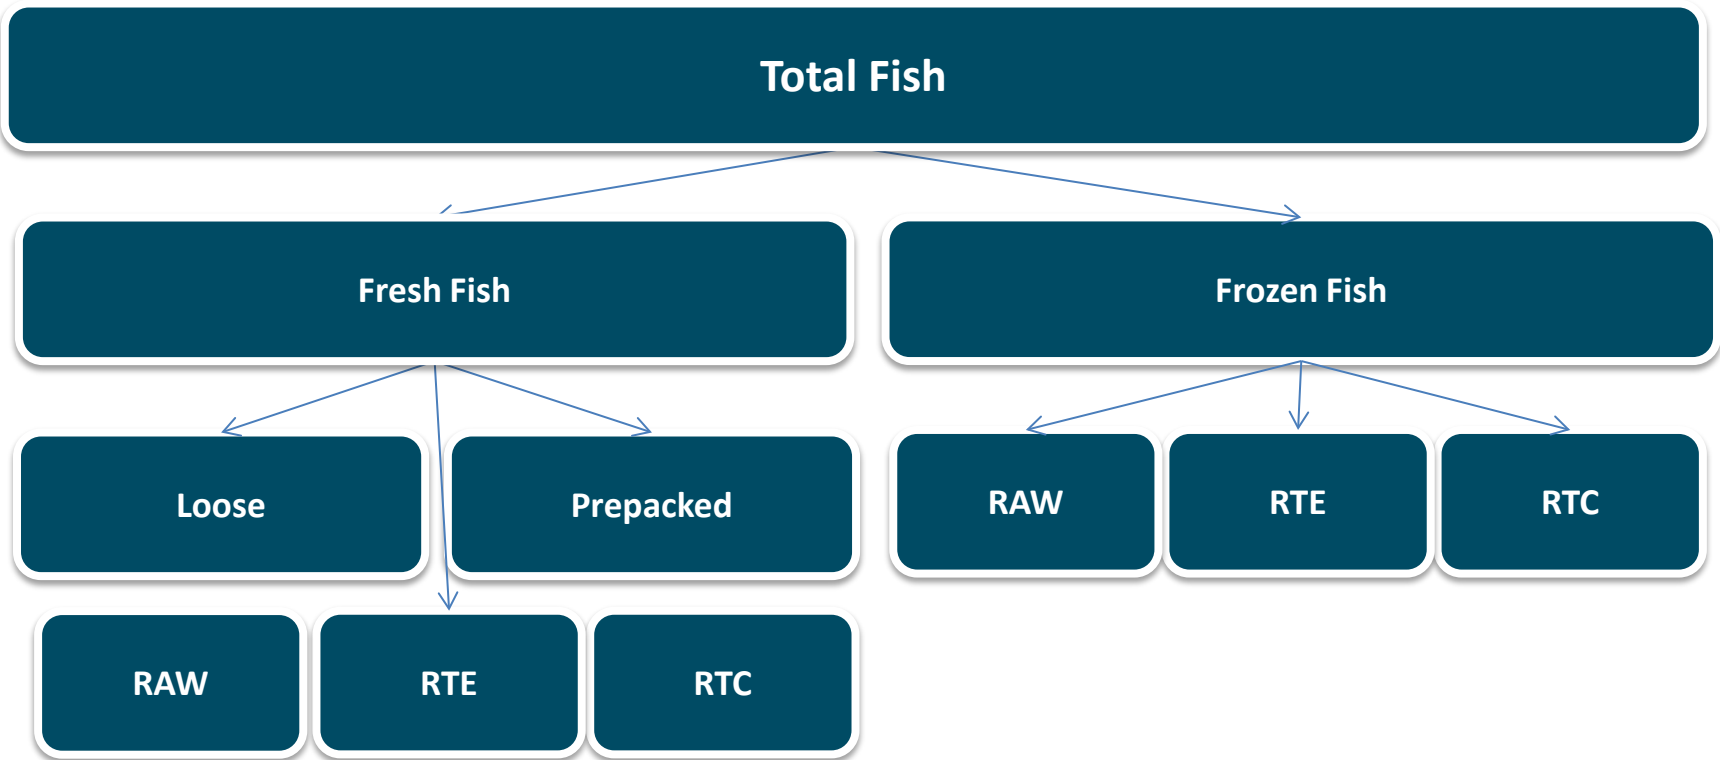 Total Fish
Fresh Fish
Frozen Fish
Loose
Prepacked
RAW
RTE
RTC
RAW
RTE
RTC